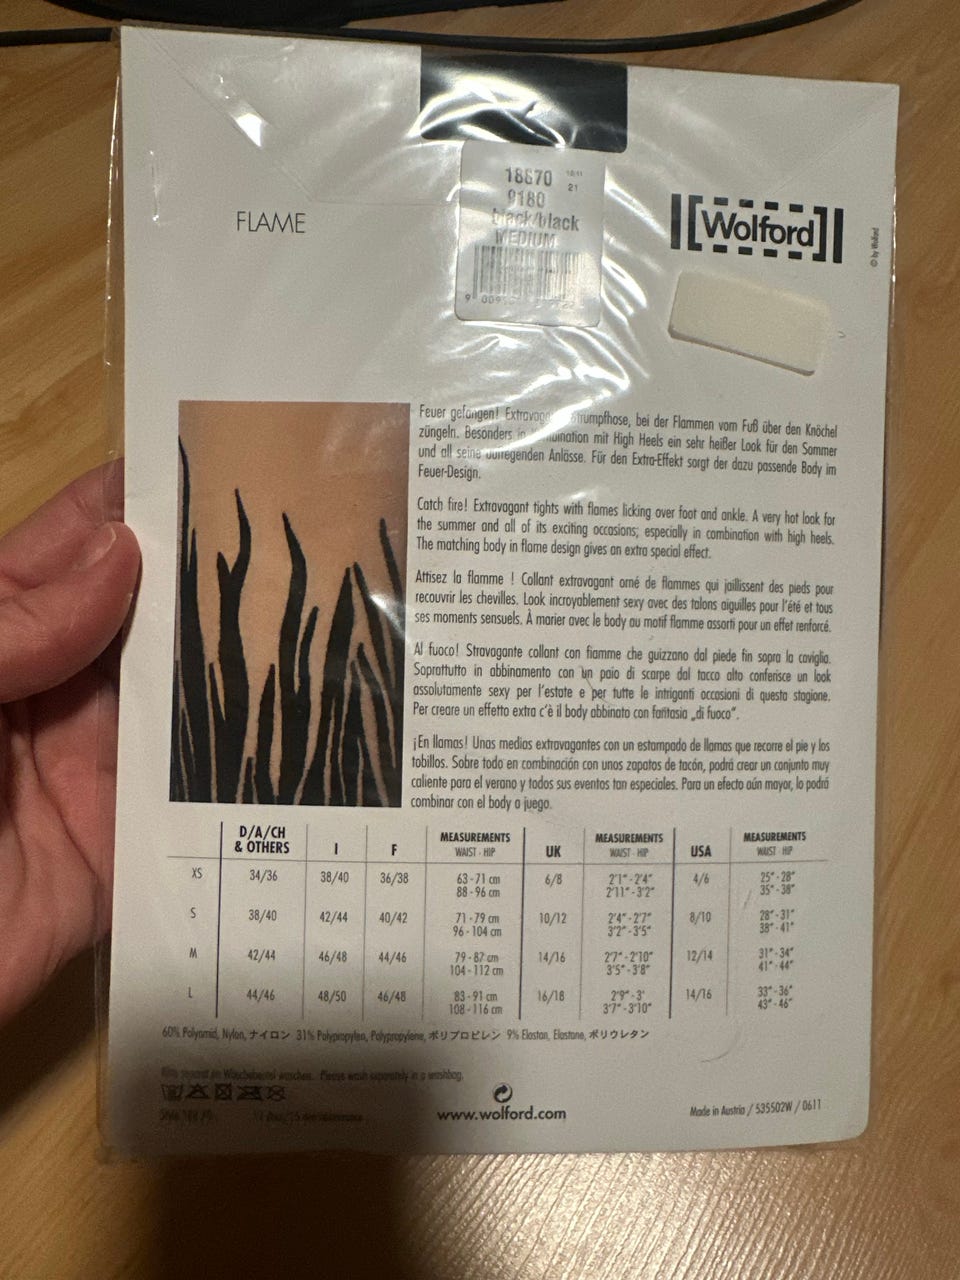 18670
21
9180
black/black
MEDIUM
FLAME
[Wolford]
© by Wolford
Feuer gefangen! Strumpfhose, bei der Flammen vom Fuß über den Knöchel
züngeln. Besonders in mit High Heels ein sehr heißer Look für den Sommer
und all seine aufregenden Anlässe. Für den Extra-Effekt sorgt der dazu passende Body im
Feuer-Design.
Catch fire! Extravagant tights with flames licking over foot and ankle. A very hot look for
the summer and all of its exciting occasions; especially in combination with high heels.
The matching body in flame design gives an extra special effect.
Attisez la flamme ! Collant extravagant orné de flammes qui jaillissent des pieds pour
recouvrir les chevilles. Look incroyablement sexy avec des talons aiguilles pour l'été et tous
ses moments sensuels. À marier avec le body au motif flamme assorti pour un effet renforcé.
Al fuoco! Stravagante collant con fiamme che guizzano dal piede fin sopra la caviglia.
Soprattutto in abbinamento con un paio di scarpe dal tacco alto conferisce un look
assolutamente sexy per l'estate e per tutte le intriganti occasioni di questa stagione.
Per creare un effetto extra c'è il body abbinato con fantasia „di fuoco“.
¡En llamas! Unas medias extravagantes con un estampado de llamas que recorre el pie y los
tobillos. Sobre todo en combinación con unos zapatos de tacón, podrá crear un conjunto muy
caliente para el verano y todos sus eventos tan especiales. Para un efecto aún mayor, lo podrá
combinar con el body a juego.
D/A/CH & OTHERS I F MEASUREMENTS WAIST - HIP UK MEASUREMENTS WAIST - HIP USA MEASUREMENTS WAIST - HIP
XS 34/36 38/40 36/38 63 - 71 cm 88 - 96 cm 6/8 2'1" - 2'4" 2'11" - 3'2" 4/6 25" - 28" 35" - 38"
S 38/40 42/44 40/42 71 - 79 cm 96 - 104 cm 10/12 2'4" - 2'7" 3'2" - 3'5" 8/10 28" - 31" 38" - 41"
M 42/44 46/48 44/46 79 - 87 cm 104 - 112 cm 14/16 2'7" - 2'10" 3'5" - 3'8" 12/14 31" - 34" 41" - 44"
L 44/46 48/50 46/48 83 - 91 cm 108 - 116 cm 16/18 2'9" - 3' 3'7" - 3'10" 14/16 33" - 36" 43" - 46"
60% Polyamid, Nylon, ナイロン 31% Polypropylen, Polypropylene, ポリプロピレン 9% Elastan, Elastane, ポリウレタン
Bitte separat im Wäschebeutel waschen. Please wash separately in a washbag.
www.wolford.com
Made in Austria / 535502W / 0611